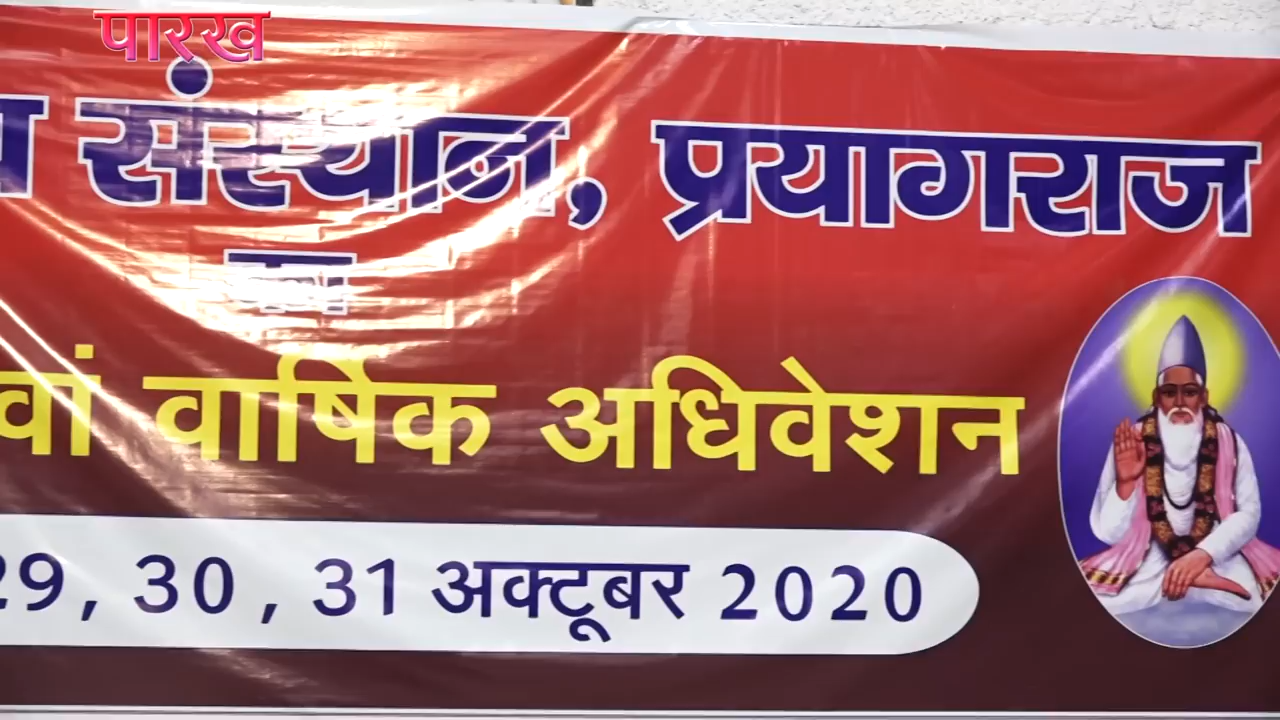 पारख
संस्थान, प्रयागराज
का
वां वार्षिक अधिवेशन
29, 30, 31 अक्टूबर 2020